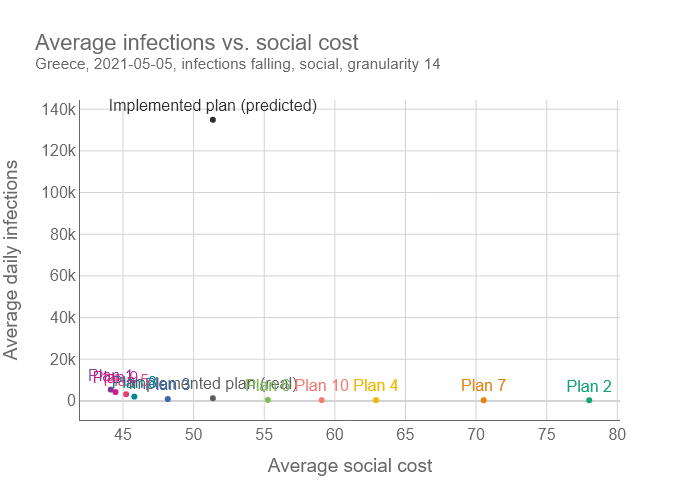 Average infections vs. social cost
Greece, 2021-05-05, infections falling, social, granularity 14
Average daily infections
140k
120k
100k
80k
60k
40k
20k
0
Implemented plan (predicted)
Plan 1
Plan 3
Implemented plan (real)
Plan 10
Plan 4
Plan 7
Plan 2
45
50
55
60
65
70
75
80
Average social cost